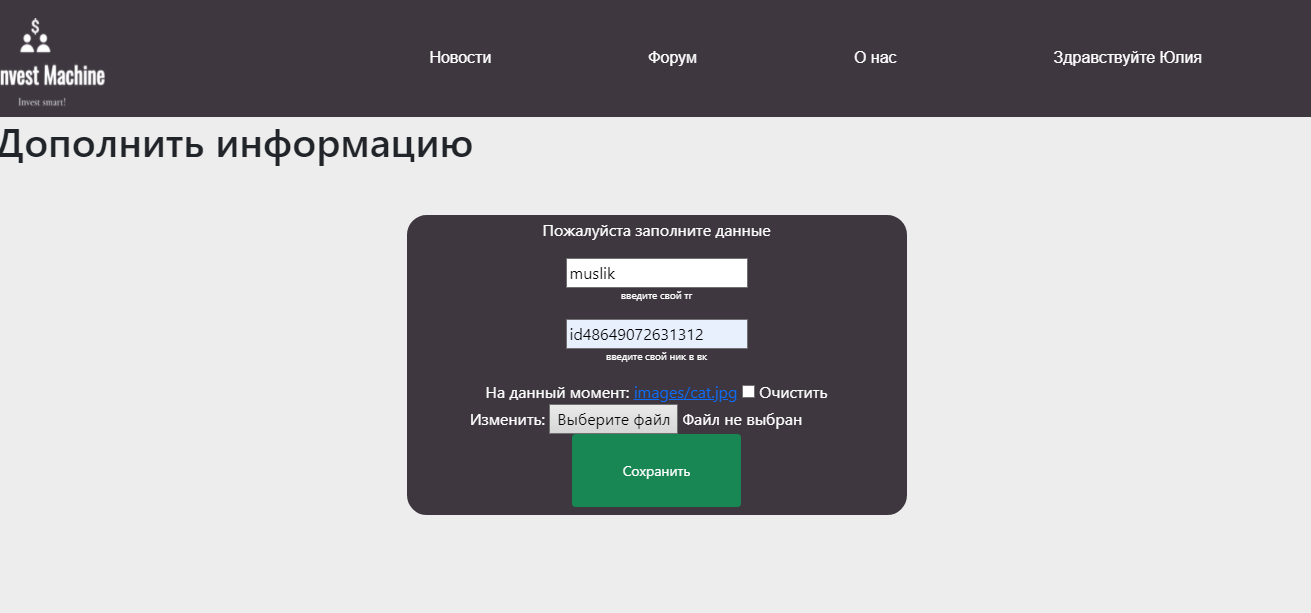 $
nvest Machine
Invest smart!
Новости Форум О нас Здравствуйте Юлия
Дополнить информацию
Пожалуйста заполните данные
muslik
введите свой тг
id48649072631312
введите свой ник в вк
На данный момент: images/cat.jpg Очистить
Изменить: Выберите файл Файл не выбран
Сохранить